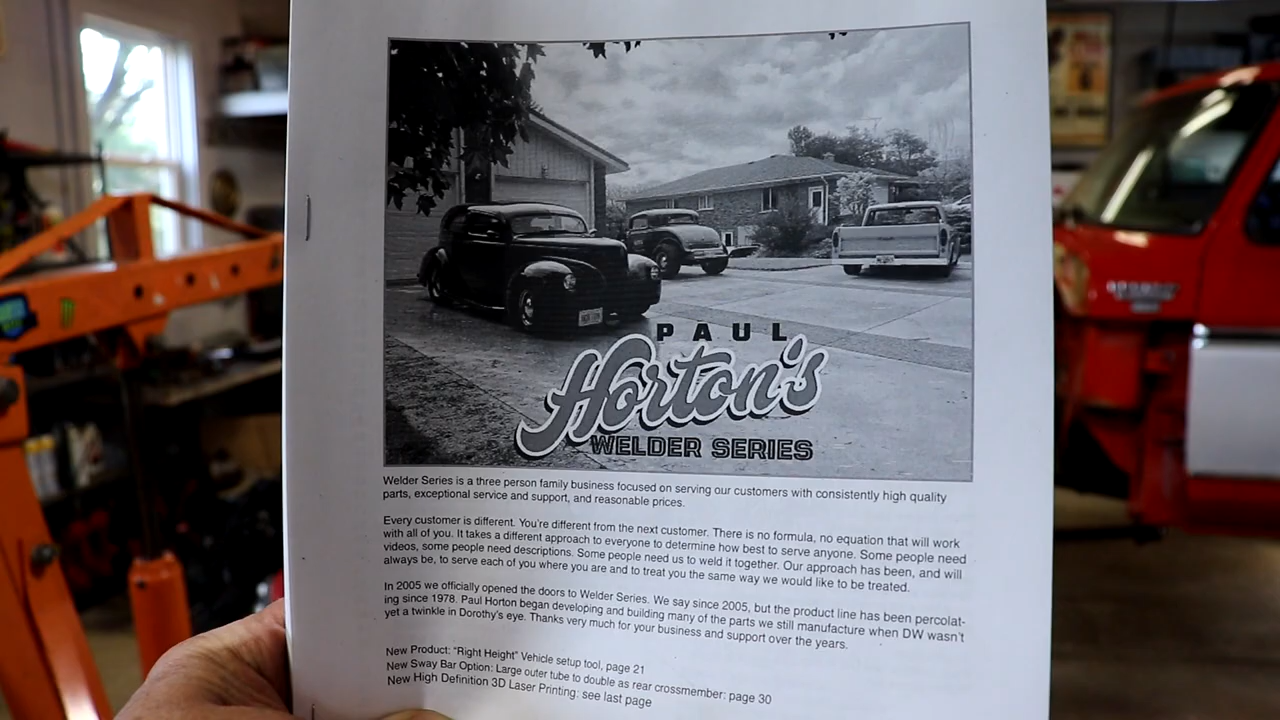 PAUL
Horton's
WELDER SERIES
Welder Series is a three person family business focused on serving our customers with consistently high quality
parts, exceptional service and support, and reasonable prices.
Every customer is different. You're different from the next customer. There is no formula, no equation that will work
with all of you. It takes a different approach to everyone to determine how best to serve anyone. Some people need
videos, some people need descriptions. Some people need us to weld it together. Our approach has been, and will
always be, to serve each of you where you are and to treat you the same way we would like to be treated.
In 2005 we officially opened the doors to Welder Series. We say since 2005, but the product line has been percolat-
ing since 1978. Paul Horton began developing and building many of the parts we still manufacture when DW wasn't
yet a twinkle in Dorothy's eye. Thanks very much for your business and support over the years.
New Product: "Right Height" Vehicle setup tool, page 21
New Sway Bar Option: Large outer tube to double as rear crossmember: page 30
New High Definition 3D Laser Printing: see last page